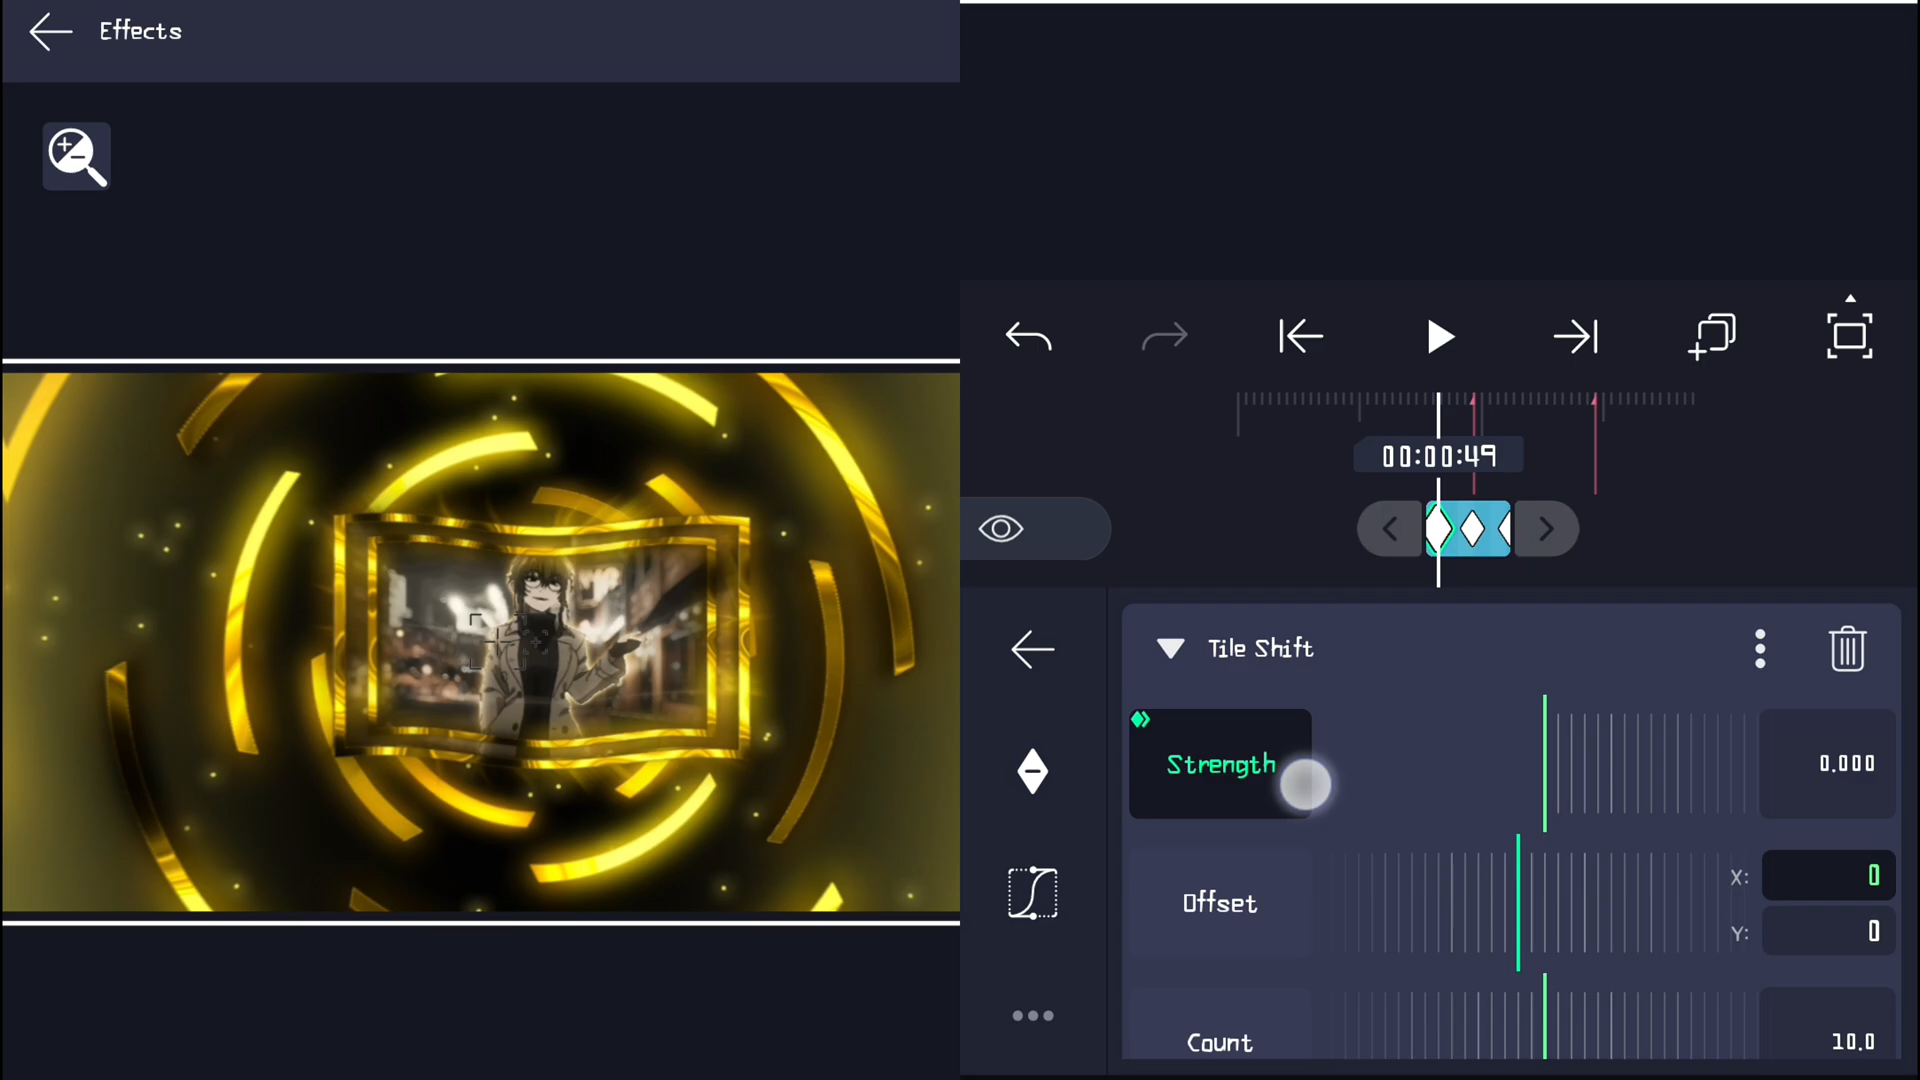 Effects
00:00:49
Tile Shift
Strength
0.000
Offset
X:
0
Y:
0
Count
10.0